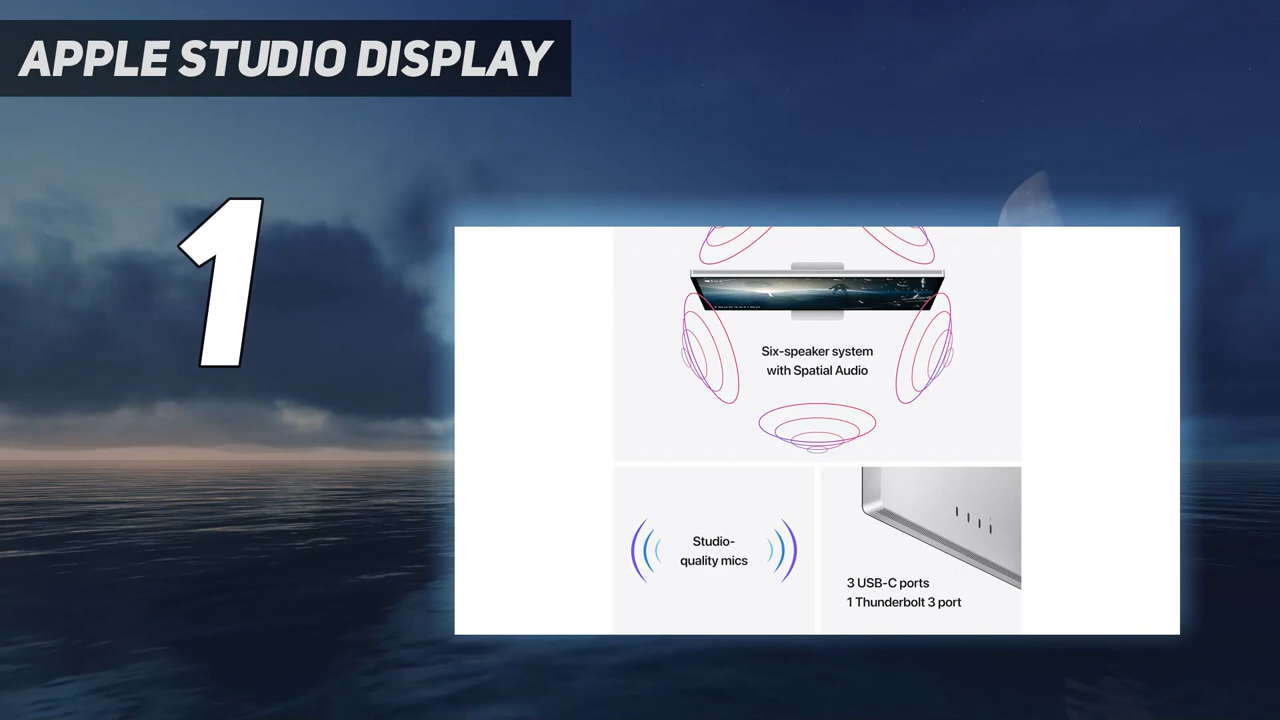 APPLE STUDIO DISPLAY
1
Six-speaker system
with Spatial Audio
Studio-
quality mics
3 USB-C ports
1 Thunderbolt 3 port